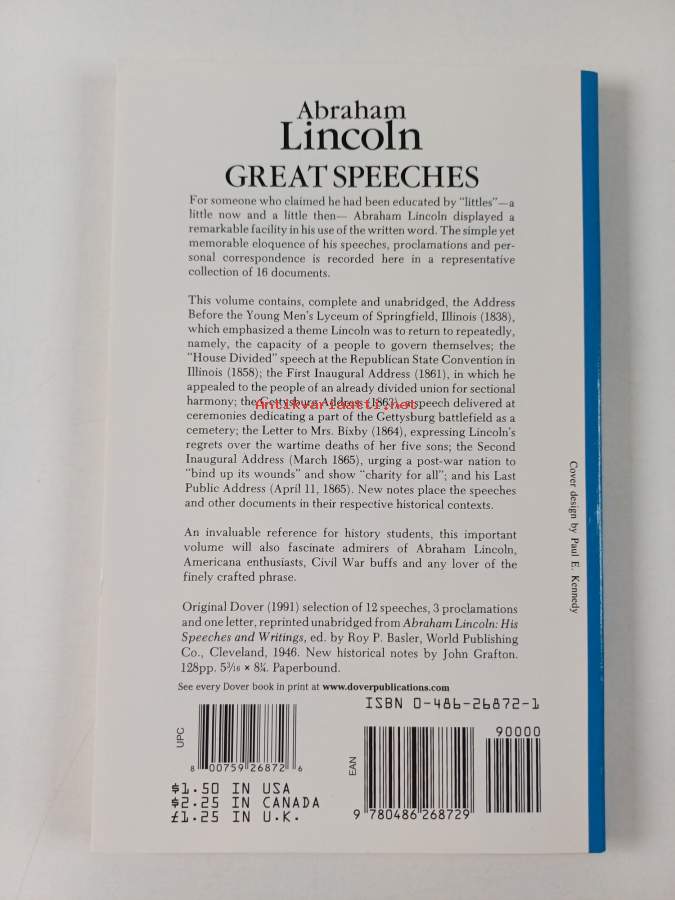 Abraham
Lincoln
GREAT SPEECHES
For someone who claimed he had been educated by "littles"—a
little now and a little then— Abraham Lincoln displayed a
remarkable facility in his use of the written word. The simple yet
memorable eloquence of his speeches, proclamations and per-
sonal correspondence is recorded here in a representative
collection of 16 documents.
This volume contains, complete and unabridged, the Address
Before the Young Men's Lyceum of Springfield, Illinois (1838),
which emphasized a theme Lincoln was to return to repeatedly,
namely, the capacity of a people to govern themselves; the
"House Divided" speech at the Republican State Convention in
Illinois (1858); the First Inaugural Address (1861), in which he
appealed to the people of an already divided union for sectional
harmony; the Gettysburg Address (1863), a speech delivered at
Antikvariaatti.net
ceremonies dedicating a part of the Gettysburg battlefield as a
cemetery; the Letter to Mrs. Bixby (1864), expressing Lincoln's
regrets over the wartime deaths of her five sons; the Second
Inaugural Address (March 1865), urging a post-war nation to
"bind up its wounds" and show "charity for all"; and his Last
Public Address (April 11, 1865). New notes place the speeches
and other documents in their respective historical contexts.
An invaluable reference for history students, this important
volume will also fascinate admirers of Abraham Lincoln,
Americana enthusiasts, Civil War buffs and any lover of the
finely crafted phrase.
Original Dover (1991) selection of 12 speeches, 3 proclamations
and one letter, reprinted unabridged from Abraham Lincoln: His
Speeches and Writings, ed. by Roy P. Basler, World Publishing
Co., Cleveland, 1946. New historical notes by John Grafton.
128pp. 5³⁄₁₆ × 8¼. Paperbound.
See every Dover book in print at www.doverpublications.com
ISBN 0-486-26872-1
UPC
8 00759 26872 6
$1.50 IN USA
$2.25 IN CANADA
£1.25 IN U.K.
EAN
90000
9 780486 268729
Cover design by Paul E. Kennedy